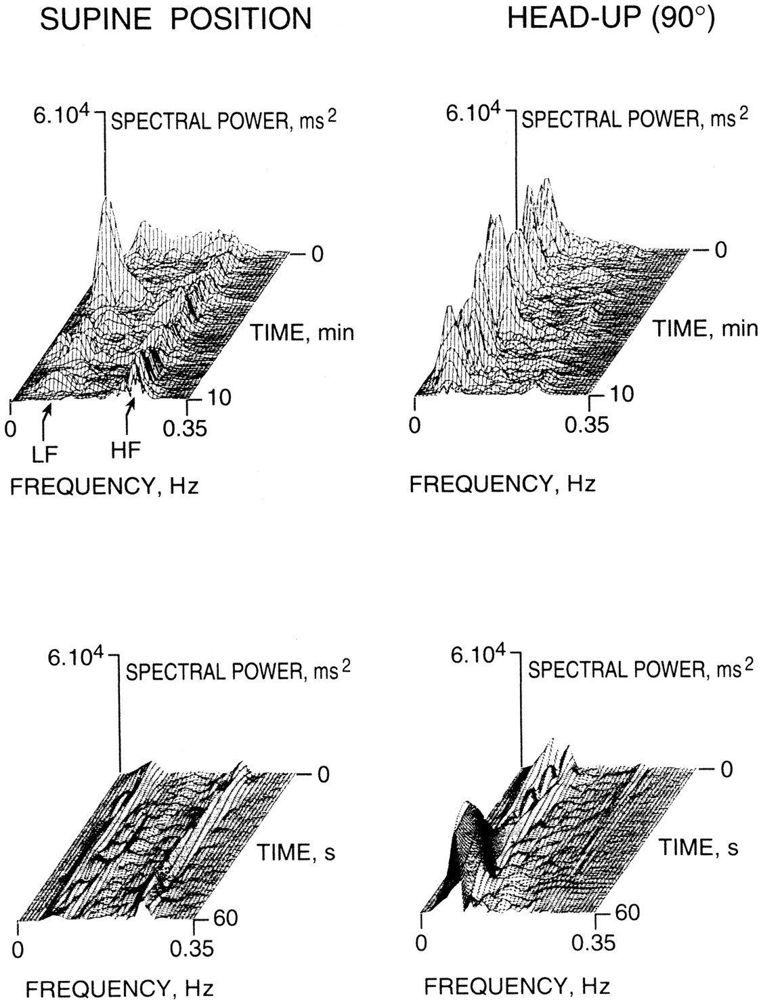 SUPINE POSITION
HEAD-UP (90°)
6.10⁴
SPECTRAL POWER, ms²
0
TIME, min
10
0
0.35
LF
HF
FREQUENCY, Hz
6.10⁴
SPECTRAL POWER, ms²
0
TIME, min
10
0
0.35
FREQUENCY, Hz
6.10⁴
SPECTRAL POWER, ms²
0
TIME, s
60
0
0.35
FREQUENCY, Hz
6.10⁴
SPECTRAL POWER, ms²
0
TIME, s
60
0
0.35
FREQUENCY, Hz